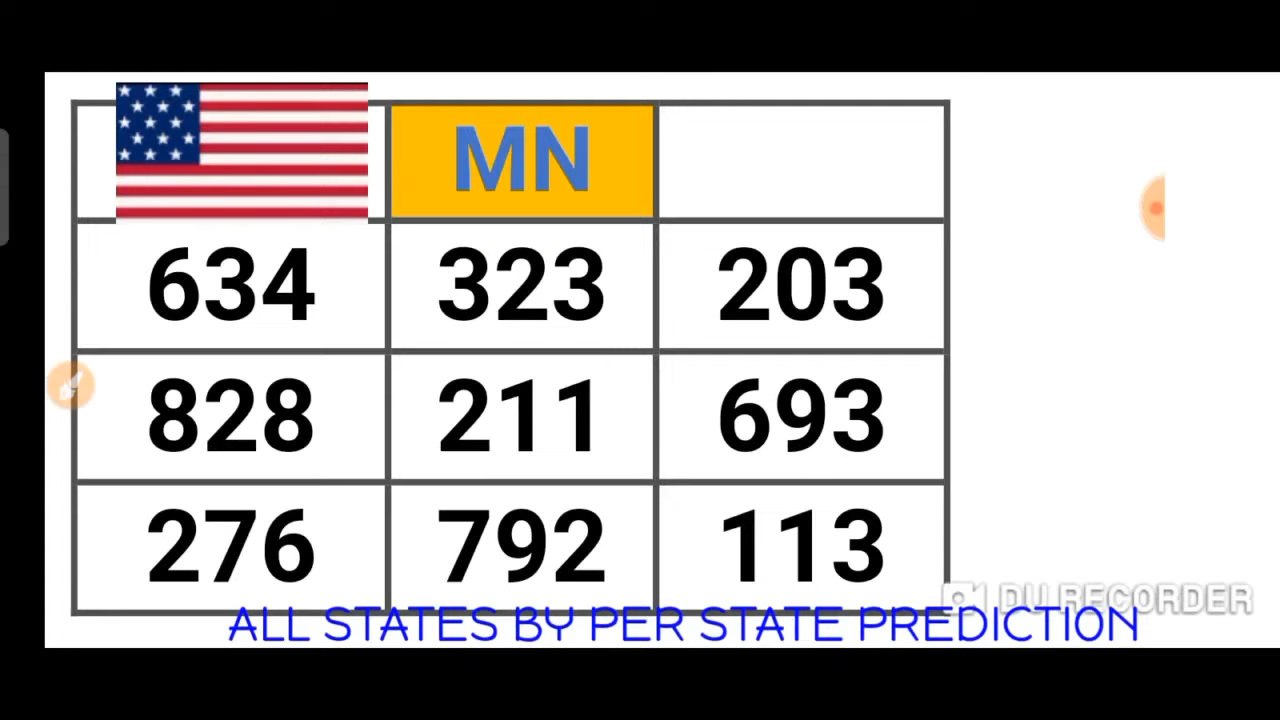 MN
634 323 203
828 211 693
276 792 113
DU RECORDER
ALL STATES BY PER STATE PREDICTION